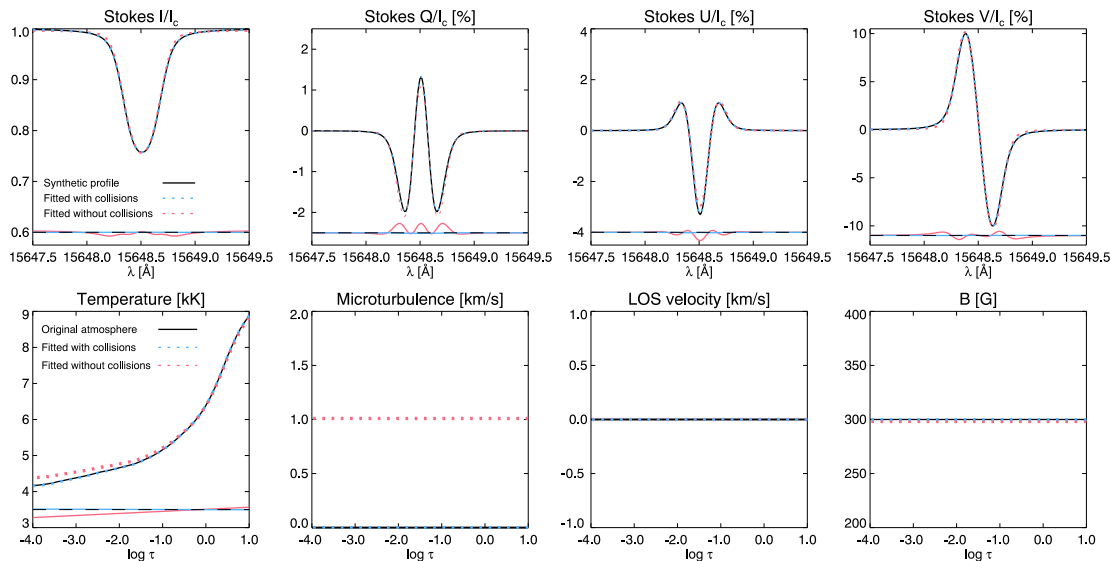 Stokes I/Ic
1.0
0.9
0.8
0.7
0.6
Synthetic profile
Fitted with collisions
Fitted without collisions
15647.5 15648.0 15648.5 15649.0 15649.5
λ [Å]
Stokes Q/Ic [%]
2
0
-2
15647.5 15648.0 15648.5 15649.0 15649.5
λ [Å]
Stokes U/Ic [%]
4
2
0
-2
-4
15647.5 15648.0 15648.5 15649.0 15649.5
λ [Å]
Stokes V/Ic [%]
10
5
0
-5
-10
15647.5 15648.0 15648.5 15649.0 15649.5
λ [Å]
Temperature [kK]
9
8
7
6
5
4
3
Original atmosphere
Fitted with collisions
Fitted without collisions
-4.0 -3.0 -2.0 -1.0 0.0 1.0
log τ
Microturbulence [km/s]
2.0
1.5
1.0
0.5
0.0
-4.0 -3.0 -2.0 -1.0 0.0 1.0
log τ
LOS velocity [km/s]
1.0
0.5
0.0
-0.5
-1.0
-4.0 -3.0 -2.0 -1.0 0.0 1.0
log τ
B [G]
400
350
300
250
200
-4.0 -3.0 -2.0 -1.0 0.0 1.0
log τ